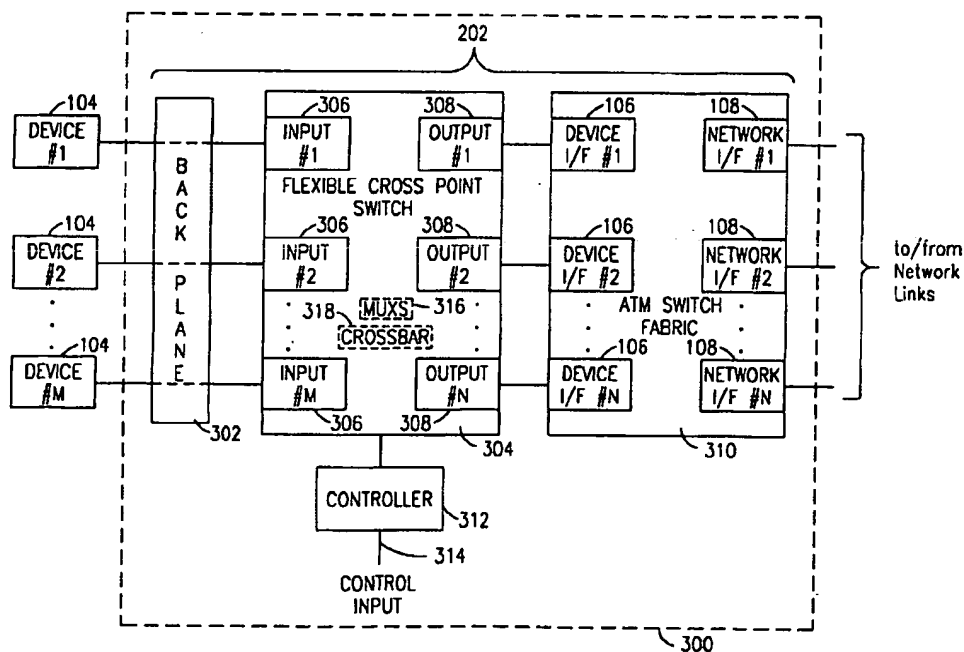 202
104
DEVICE
#1
306
INPUT
#1
308
OUTPUT
#1
106
DEVICE
I/F #1
108
NETWORK
I/F #1
BACK PLANE
FLEXIBLE CROSS POINT
SWITCH
104
DEVICE
#2
306
INPUT
#2
308
OUTPUT
#2
106
DEVICE
I/F #2
108
NETWORK
I/F #2
to/from
Network
Links
MUXS
316
318
CROSSBAR
ATM SWITCH
FABRIC
104
DEVICE
#M
INPUT
#M
306
OUTPUT
#N
308
106
DEVICE
I/F #N
108
NETWORK
I/F #N
302
304
310
CONTROLLER
312
314
CONTROL
INPUT
300